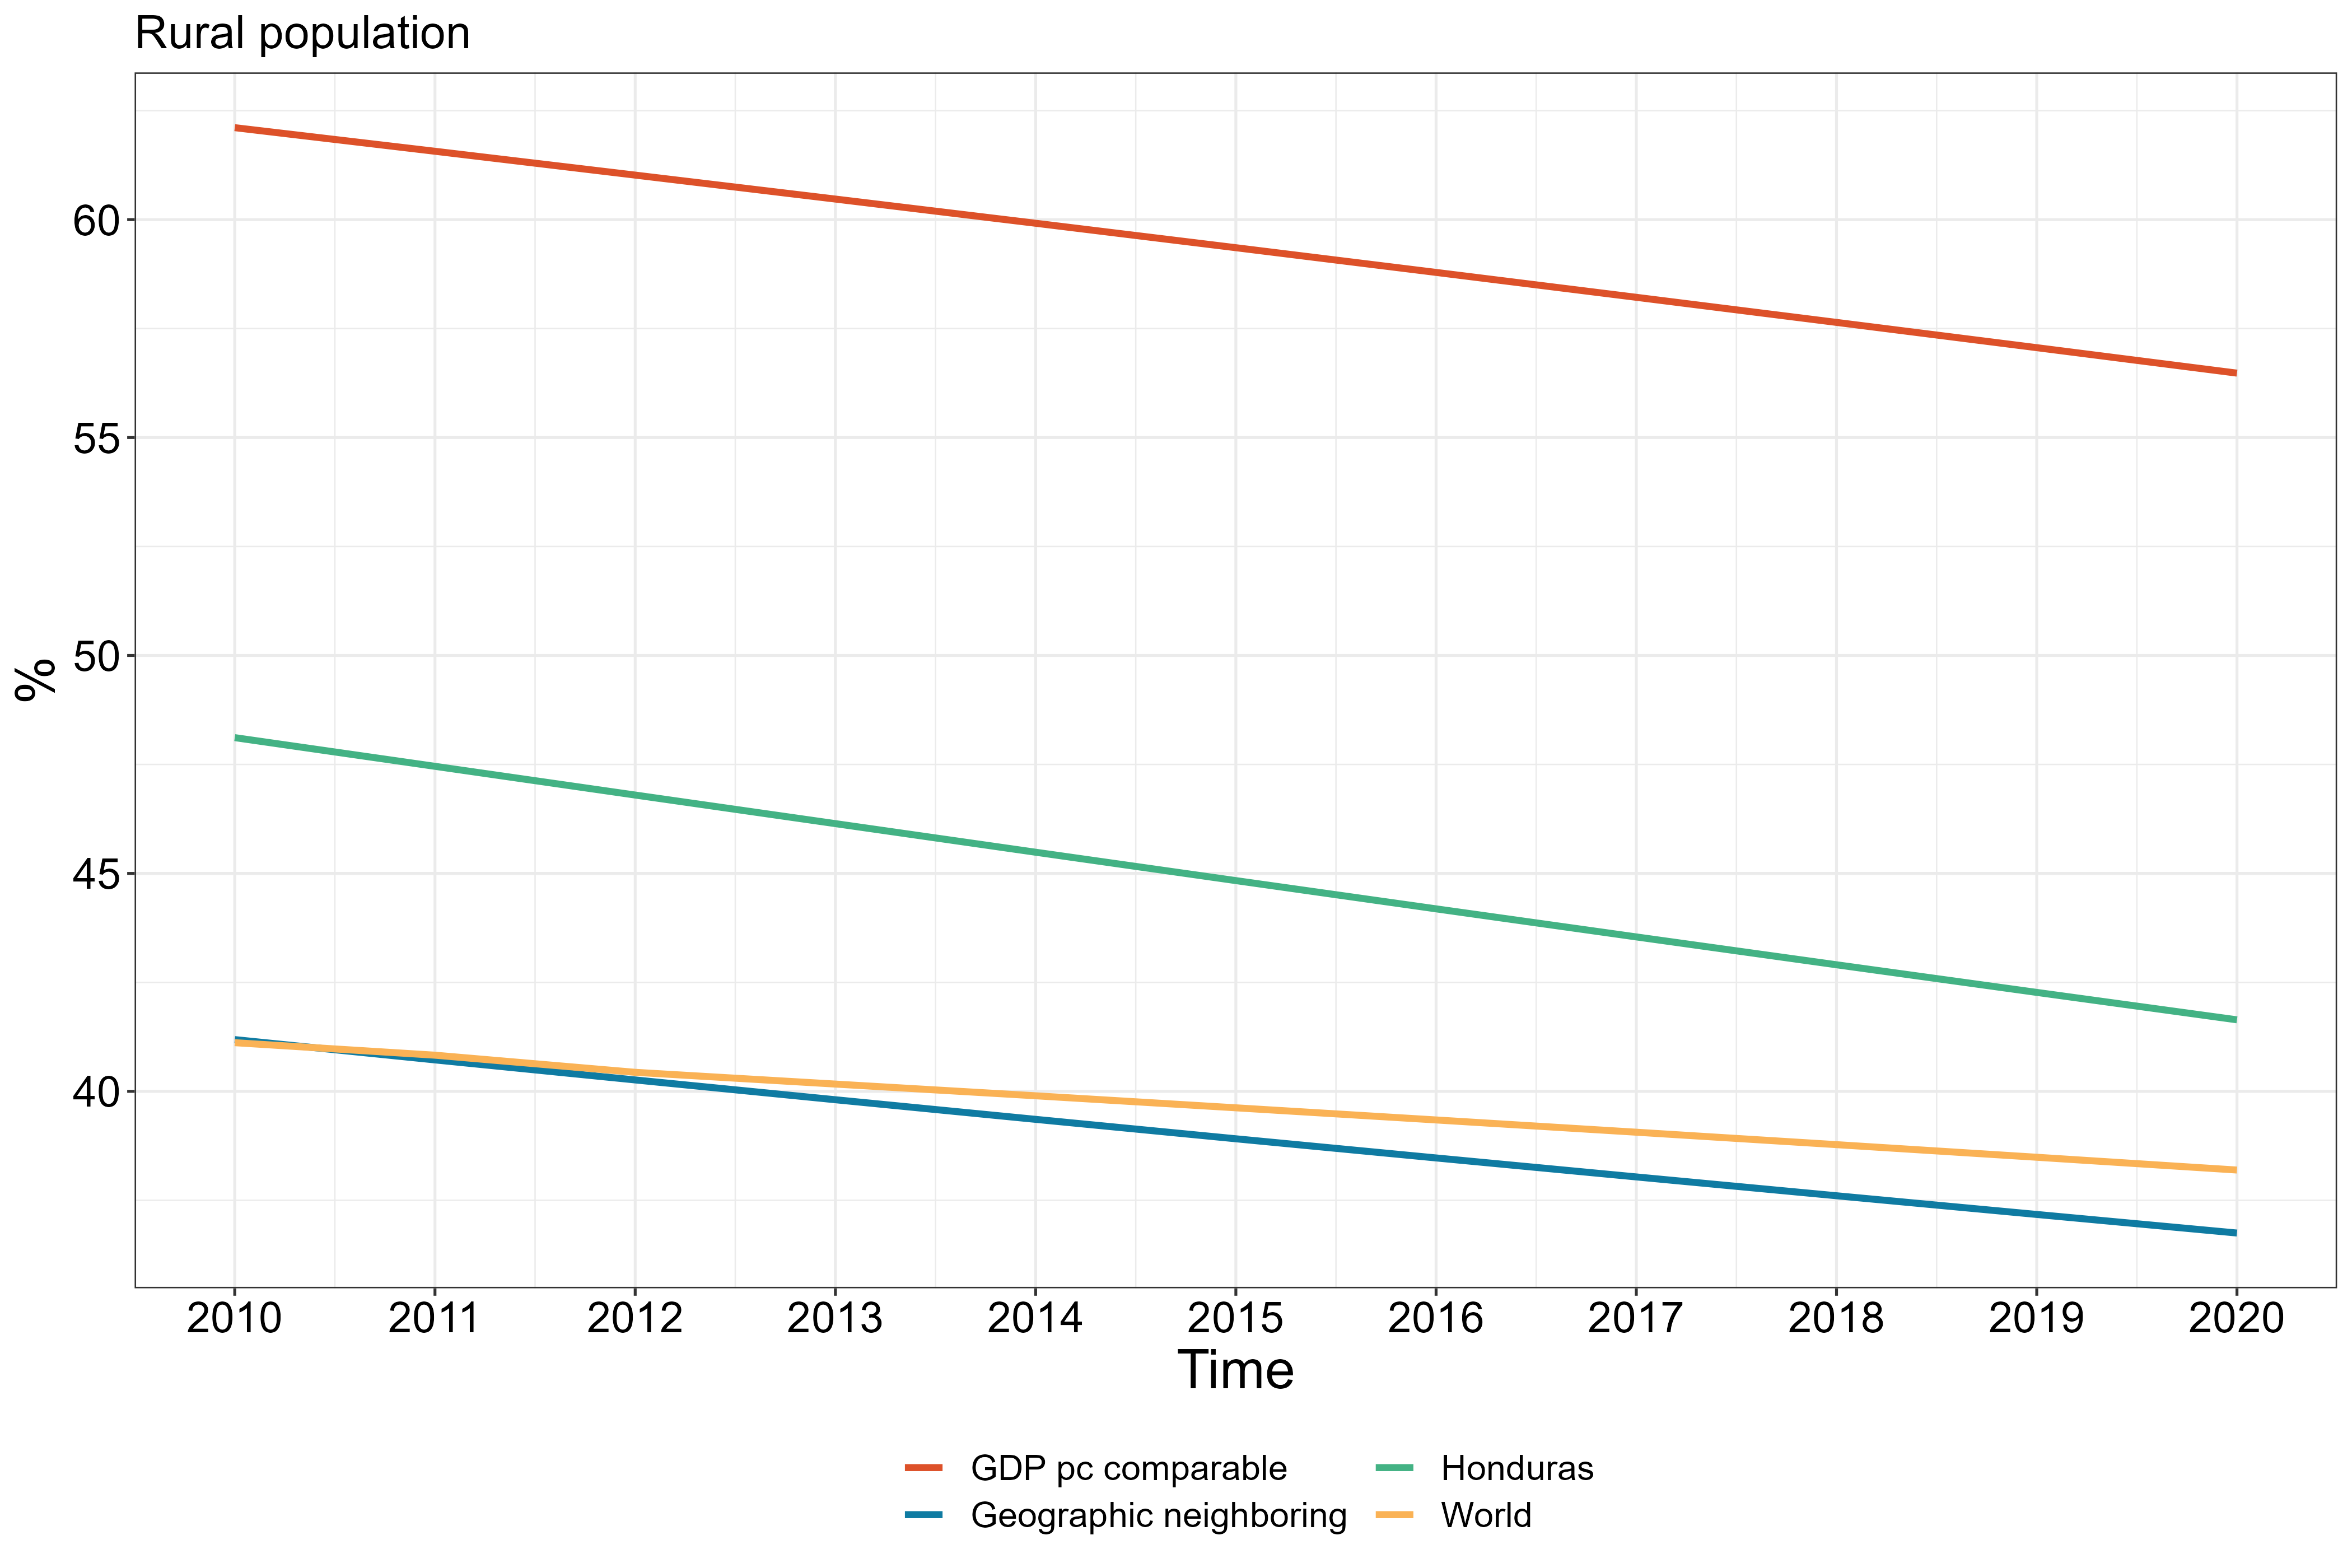 Rural population
%
60
55
50
45
40
2010 2011 2012 2013 2014 2015 2016 2017 2018 2019 2020
Time
GDP pc comparable Honduras
Geographic neighboring World